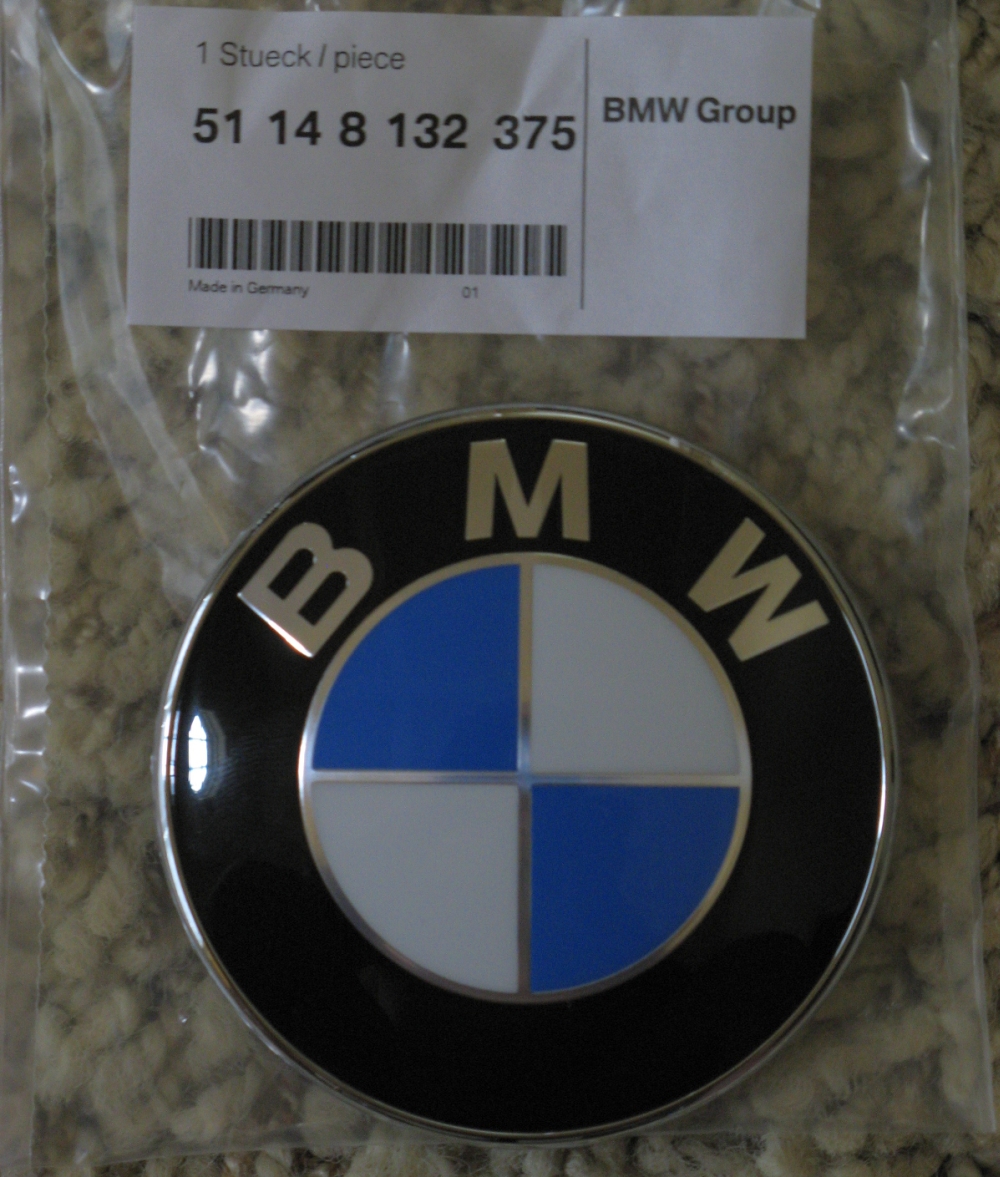 1 Stueck / piece
51 14 8 132 375
BMW Group
Made in Germany 01
BMW